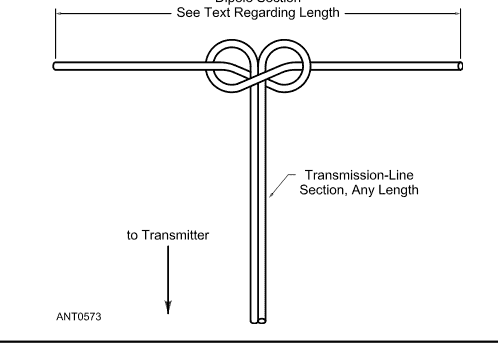 Dipole Section
See Text Regarding Length
Transmission-Line
Section, Any Length
to Transmitter
ANT0573